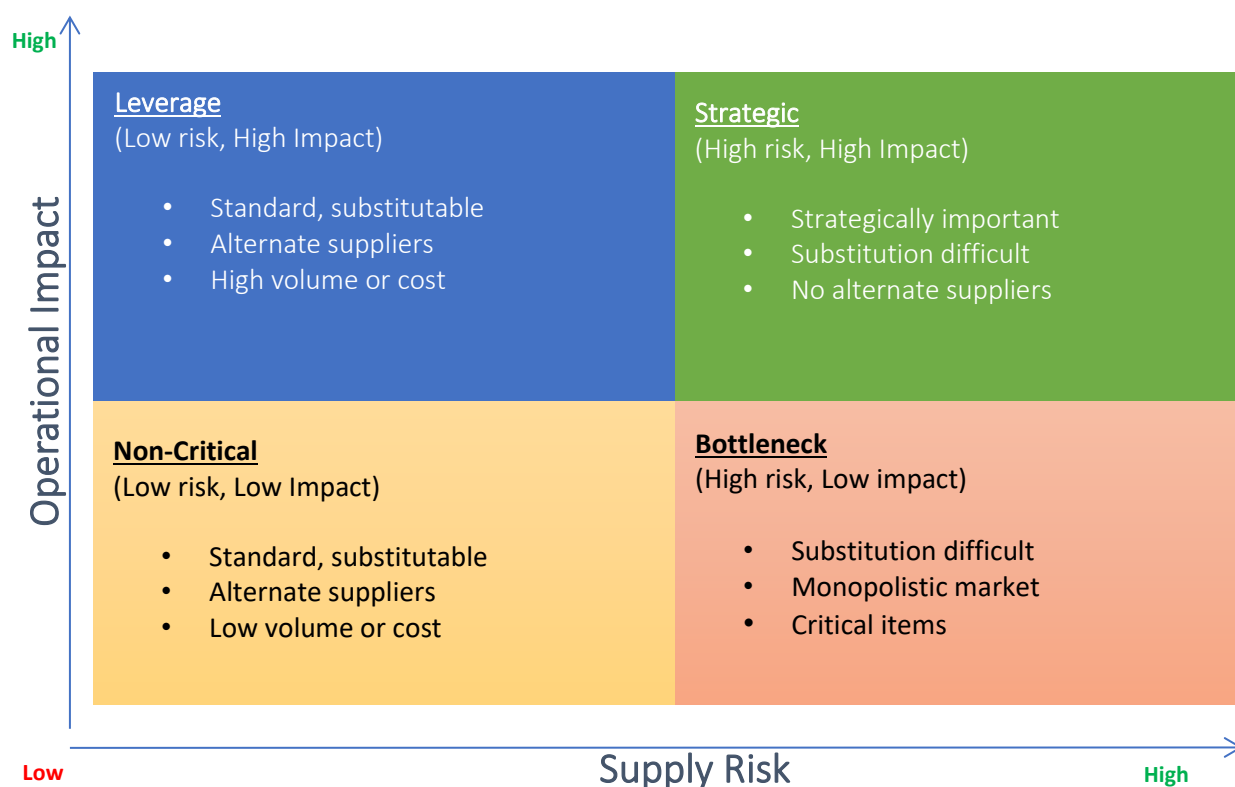 High
Operational Impact
Leverage
(Low risk, High Impact)
• Standard, substitutable
• Alternate suppliers
• High volume or cost
Strategic
(High risk, High Impact)
• Strategically important
• Substitution difficult
• No alternate suppliers
Non-Critical
(Low risk, Low Impact)
• Standard, substitutable
• Alternate suppliers
• Low volume or cost
Bottleneck
(High risk, Low impact)
• Substitution difficult
• Monopolistic market
• Critical items
Low
Supply Risk
High